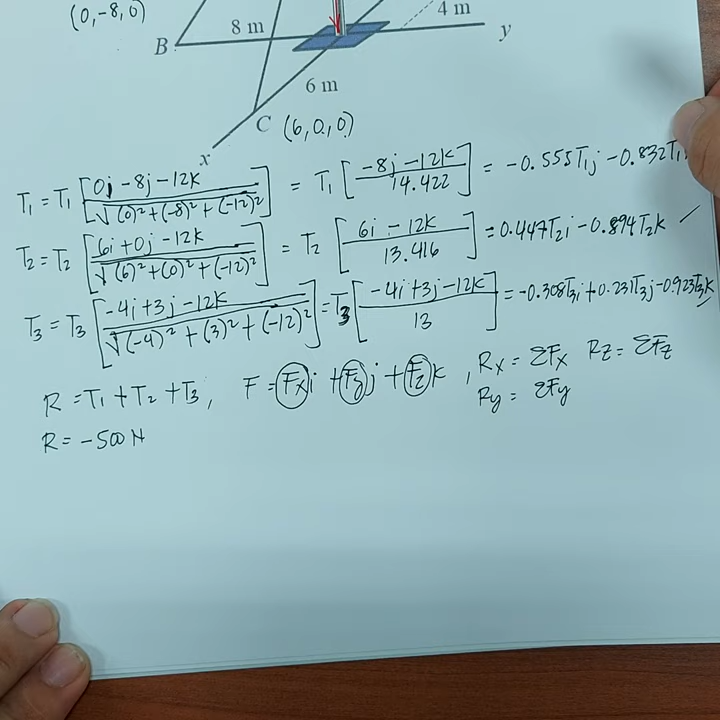 (0,-8,0)
8 m
4 m
B
y
6 m
C (6,0,0)
x
T1 = T1 [0j -8j -12k / √(0)²+(-8)²+(-12)²] = T1 [-8j -12k / 14.422] = -0.555T1j -0.832T1
T2 = T2 [6i +0j -12k / √(6)²+(0)²+(-12)²] = T2 [6i -12k / 13.416] = 0.447T2i -0.894T2k
T3 = T3 [-4i +3j -12k / √(-4)²+(3)²+(-12)²] = T3 [-4i +3j -12k / 13] = -0.308T3i +0.231T3j -0.923T3k
R = T1 + T2 + T3, F = Fxi + Fyj + Fzk, Rx = ΣFx Rz = ΣFz
Ry = ΣFy
R = -500 N